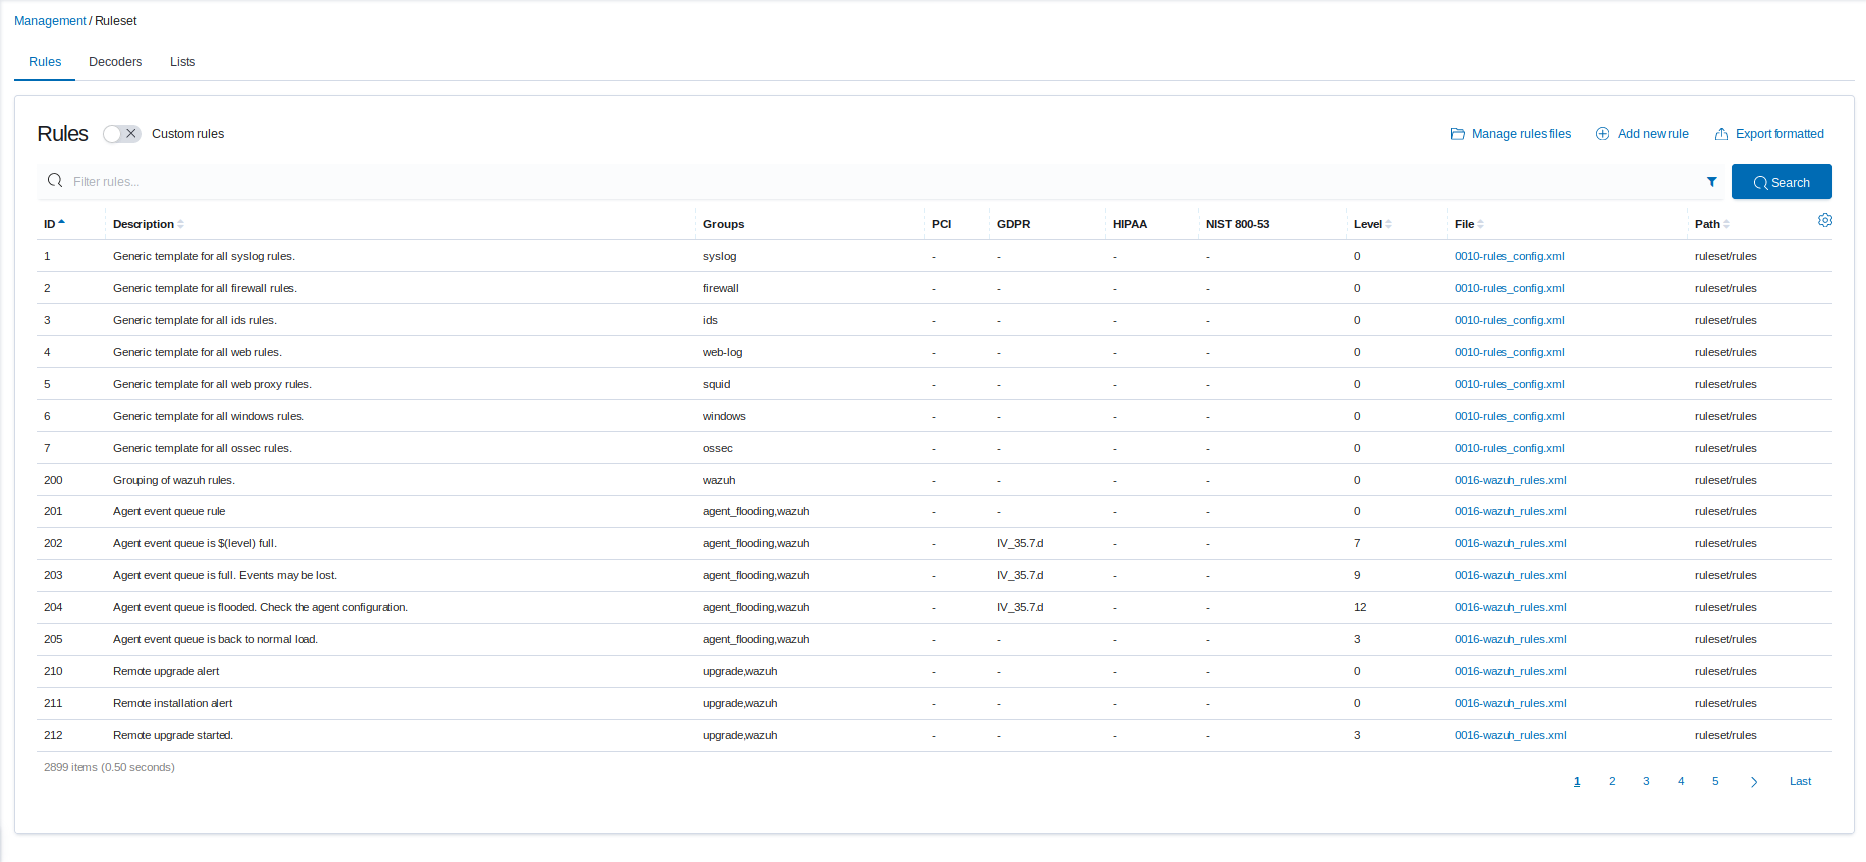 Management / Ruleset
Rules Decoders Lists
Rules Custom rules Manage rules files Add new rule Export formatted
Filter rules... Search
ID Description Groups PCI GDPR HIPAA NIST 800-53 Level File Path
1 Generic template for all syslog rules. syslog - - - - 0 0010-rules_config.xml ruleset/rules
2 Generic template for all firewall rules. firewall - - - - 0 0010-rules_config.xml ruleset/rules
3 Generic template for all ids rules. ids - - - - 0 0010-rules_config.xml ruleset/rules
4 Generic template for all web rules. web-log - - - - 0 0010-rules_config.xml ruleset/rules
5 Generic template for all web proxy rules. squid - - - - 0 0010-rules_config.xml ruleset/rules
6 Generic template for all windows rules. windows - - - - 0 0010-rules_config.xml ruleset/rules
7 Generic template for all ossec rules. ossec - - - - 0 0010-rules_config.xml ruleset/rules
200 Grouping of wazuh rules. wazuh - - - - 0 0016-wazuh_rules.xml ruleset/rules
201 Agent event queue rule agent_flooding,wazuh - - - - 0 0016-wazuh_rules.xml ruleset/rules
202 Agent event queue is $(level) full. agent_flooding,wazuh - IV_35.7.d - - 7 0016-wazuh_rules.xml ruleset/rules
203 Agent event queue is full. Events may be lost. agent_flooding,wazuh - IV_35.7.d - - 9 0016-wazuh_rules.xml ruleset/rules
204 Agent event queue is flooded. Check the agent configuration. agent_flooding,wazuh - IV_35.7.d - - 12 0016-wazuh_rules.xml ruleset/rules
205 Agent event queue is back to normal load. agent_flooding,wazuh - - - - 3 0016-wazuh_rules.xml ruleset/rules
210 Remote upgrade alert upgrade,wazuh - - - - 0 0016-wazuh_rules.xml ruleset/rules
211 Remote installation alert upgrade,wazuh - - - - 0 0016-wazuh_rules.xml ruleset/rules
212 Remote upgrade started. upgrade,wazuh - - - - 3 0016-wazuh_rules.xml ruleset/rules
2899 items (0.50 seconds)
1 2 3 4 5 Last